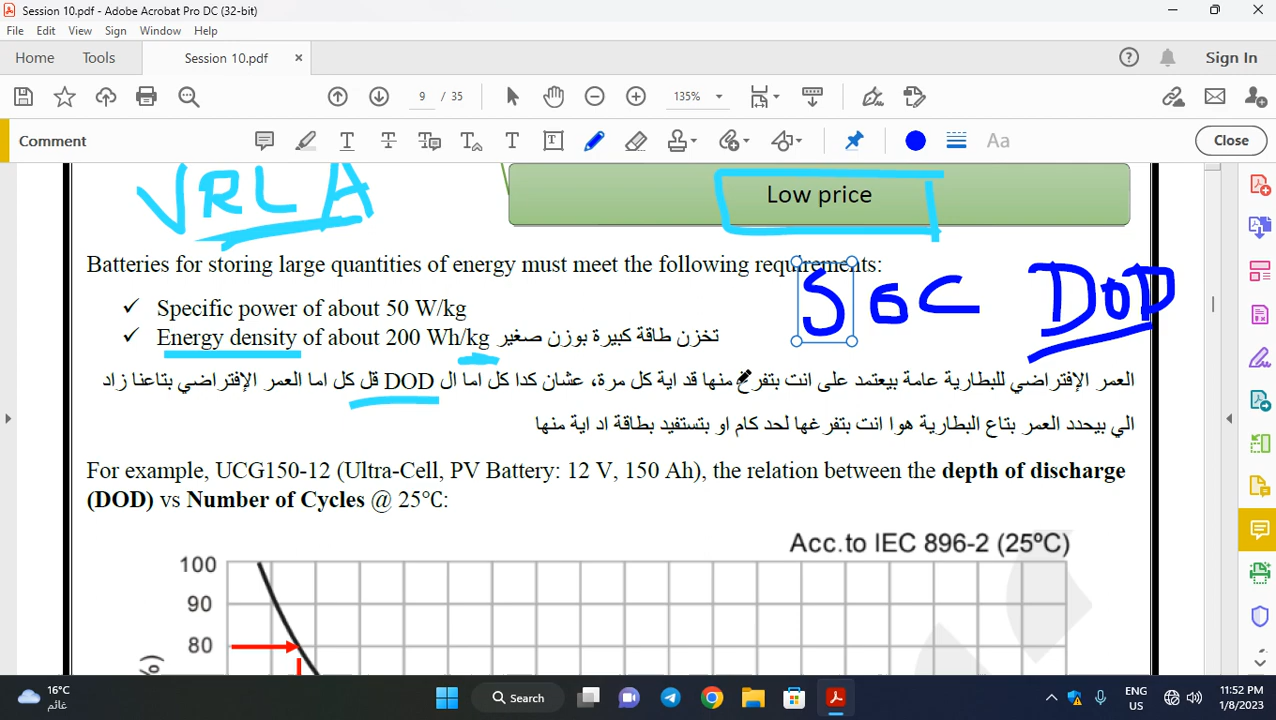 Session 10.pdf - Adobe Acrobat Pro DC (32-bit)
File Edit View Sign Window Help
Home Tools Session 10.pdf × Sign In
9 / 35 135%
Comment Close
VRLA
Low price
Batteries for storing large quantities of energy must meet the following requirements:
✓ Specific power of about 50 W/kg
SGC DOD
✓ Energy density of about 200 Wh/kg تخزن طاقة كبيرة بوزن صغير
العمر الإفتراضي للبطارية عامة بيعتمد على انت بتفرغ منها قد اية كل مرة، عشان كدا كل اما ال DOD قل كل اما العمر الإفتراضي بتاعنا زاد
الي بيحدد العمر بتاع البطارية هوا انت بتفرغها لحد كام او بتستفيد بطاقة اد اية منها
For example, UCG150-12 (Ultra-Cell, PV Battery: 12 V, 150 Ah), the relation between the depth of discharge
(DOD) vs Number of Cycles @ 25°C:
Acc.to IEC 896-2 (25ºC)
100
90
80
(%)
16°C
غائم
Search
ENG
US
11:52 PM
1/8/2023